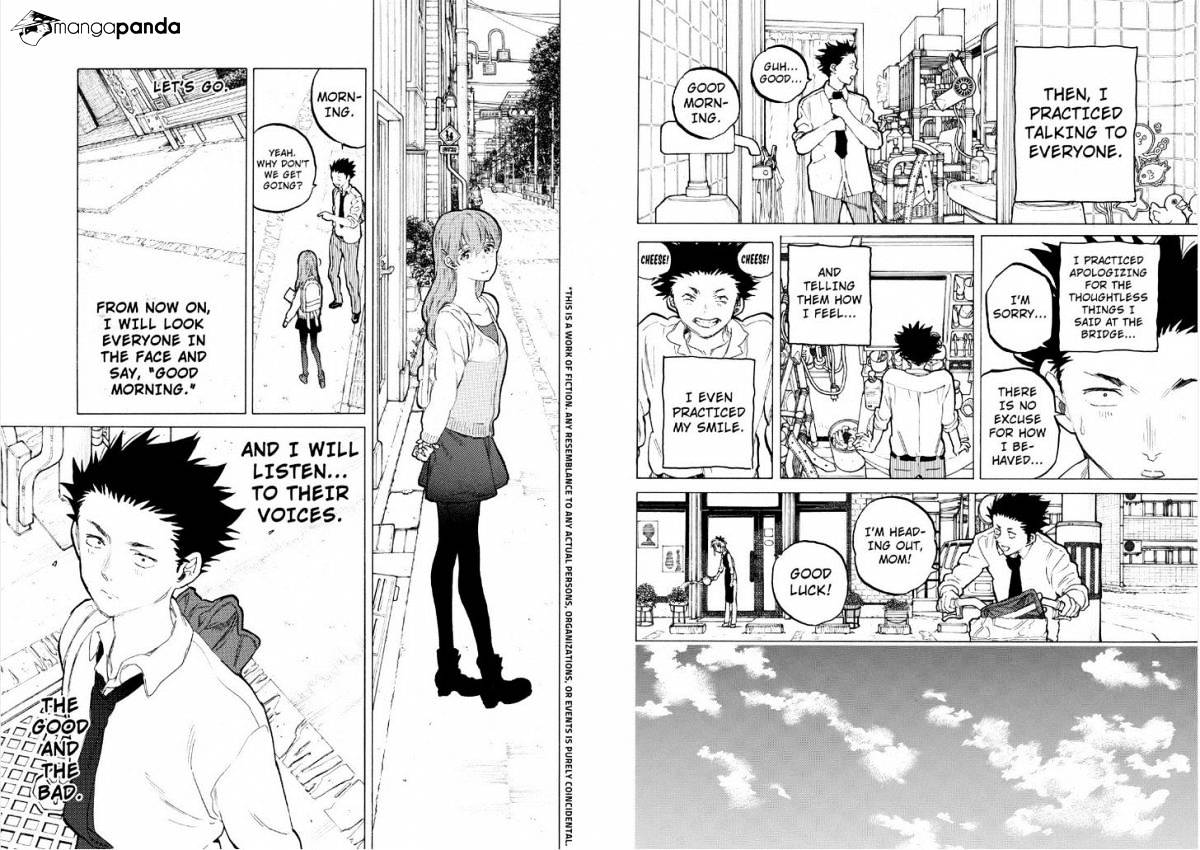 mangapanda
GUH...
GOOD...
GOOD
MORN-
ING.
THEN, I
PRACTICED
TALKING TO
EVERYONE.
I PRACTICED
APOLOGIZING
FOR THE
THOUGHTLESS
THINGS I
SAID AT THE
BRIDGE...
I'M
SORRY...
THERE
IS NO
EXCUSE
FOR HOW
I BE-
HAVED...
AND
TELLING
THEM HOW
I FEEL...
CHEESE!
CHEESE!
I EVEN
PRACTICED
MY SMILE.
I'M HEAD-
ING OUT,
MOM!
GOOD
LUCK!
*THIS IS A WORK OF FICTION. ANY RESEMBLANCE TO ANY ACTUAL PERSONS, ORGANIZATIONS, OR EVENTS IS PURELY COINCIDENTAL.
MORN-
ING.
YEAH.
WHY DON'T
WE GET
GOING?
LET'S GO.
FROM NOW ON,
I WILL LOOK
EVERYONE IN
THE FACE AND
SAY, "GOOD
MORNING."
AND I WILL
LISTEN...
TO THEIR
VOICES.
THE
GOOD
AND
THE
BAD.